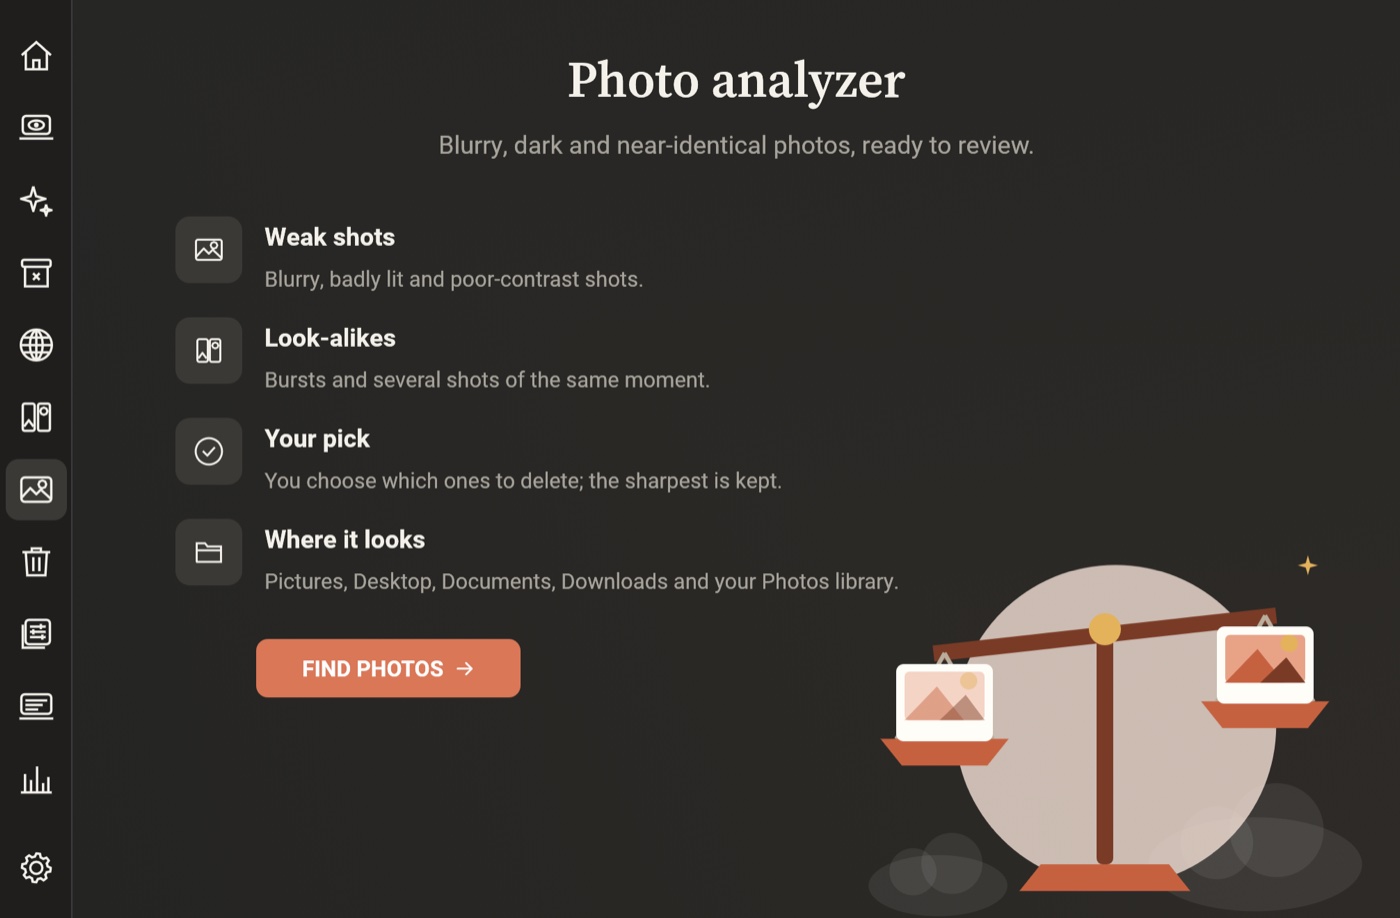 Photo analyzer
Blurry, dark and near-identical photos, ready to review.
Weak shots
Blurry, badly lit and poor-contrast shots.
Look-alikes
Bursts and several shots of the same moment.
Your pick
You choose which ones to delete; the sharpest is kept.
Where it looks
Pictures, Desktop, Documents, Downloads and your Photos library.
FIND PHOTOS →